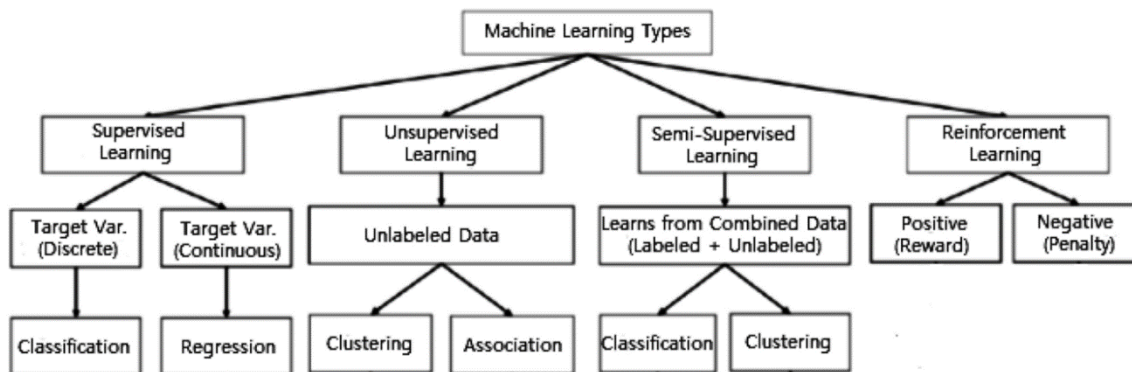 Machine Learning Types
Supervised
Learning
Unsupervised
Learning
Semi-Supervised
Learning
Reinforcement
Learning
Target Var.
(Discrete)
Target Var.
(Continuous)
Unlabeled Data
Learns from Combined Data
(Labeled + Unlabeled)
Positive
(Reward)
Negative
(Penalty)
Classification
Regression
Clustering
Association
Classification
Clustering